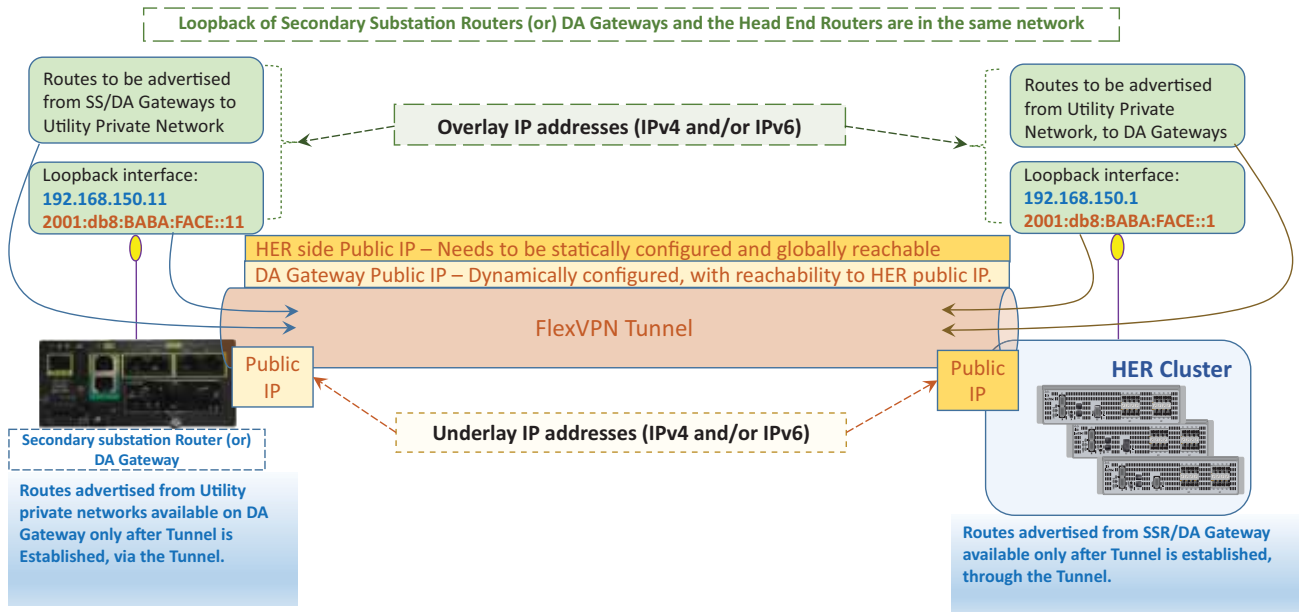 Loopback of Secondary Substation Routers (or) DA Gateways and the Head End Routers are in the same network
Routes to be advertised
from SS/DA Gateways to
Utility Private Network
Overlay IP addresses (IPv4 and/or IPv6)
Routes to be advertised
from Utility Private
Network, to DA Gateways
Loopback interface:
192.168.150.11
2001:db8:BABA:FACE::11
Loopback interface:
192.168.150.1
2001:db8:BABA:FACE::1
HER side Public IP – Needs to be statically configured and globally reachable
DA Gateway Public IP – Dynamically configured, with reachability to HER public IP.
FlexVPN Tunnel
Public
IP
Public
IP
HER Cluster
Underlay IP addresses (IPv4 and/or IPv6)
Secondary substation Router (or)
DA Gateway
Routes advertised from Utility
private networks available on DA
Gateway only after Tunnel is
Established, via the Tunnel.
Routes advertised from SSR/DA Gateway
available only after Tunnel is established,
through the Tunnel.